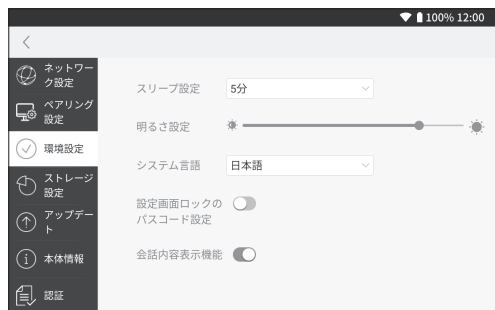 100% 12:00
ネットワー
ク設定
ペアリング
設定
環境設定
ストレージ
設定
アップデー
ト
本体情報
認証
スリープ設定
5分
明るさ設定
システム言語
日本語
設定画面ロックの
パスコード設定
会話内容表示機能